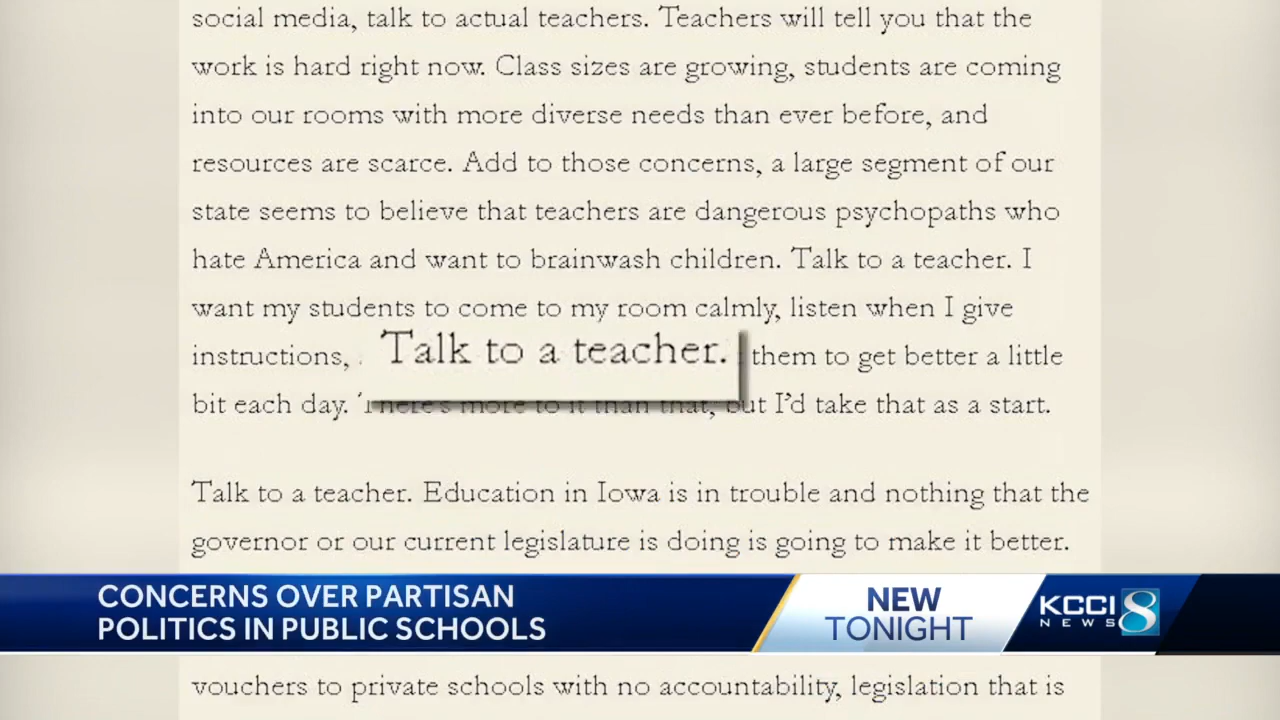 social media, talk to actual teachers. Teachers will tell you that the
work is hard right now. Class sizes are growing, students are coming
into our rooms with more diverse needs than ever before, and
resources are scarce. Add to those concerns, a large segment of our
state seems to believe that teachers are dangerous psychopaths who
hate America and want to brainwash children. Talk to a teacher. I
want my students to come to my room calmly, listen when I give
instructions,
Talk to a teacher.
them to get better a little
bit each day. There's more to it than that, but I'd take that as a start.
Talk to a teacher. Education in Iowa is in trouble and nothing that the
governor or our current legislature is doing is going to make it better.
CONCERNS OVER PARTISAN
POLITICS IN PUBLIC SCHOOLS
NEW
TONIGHT
KCCI 8
NEWS
vouchers to private schools with no accountability, legislation that is